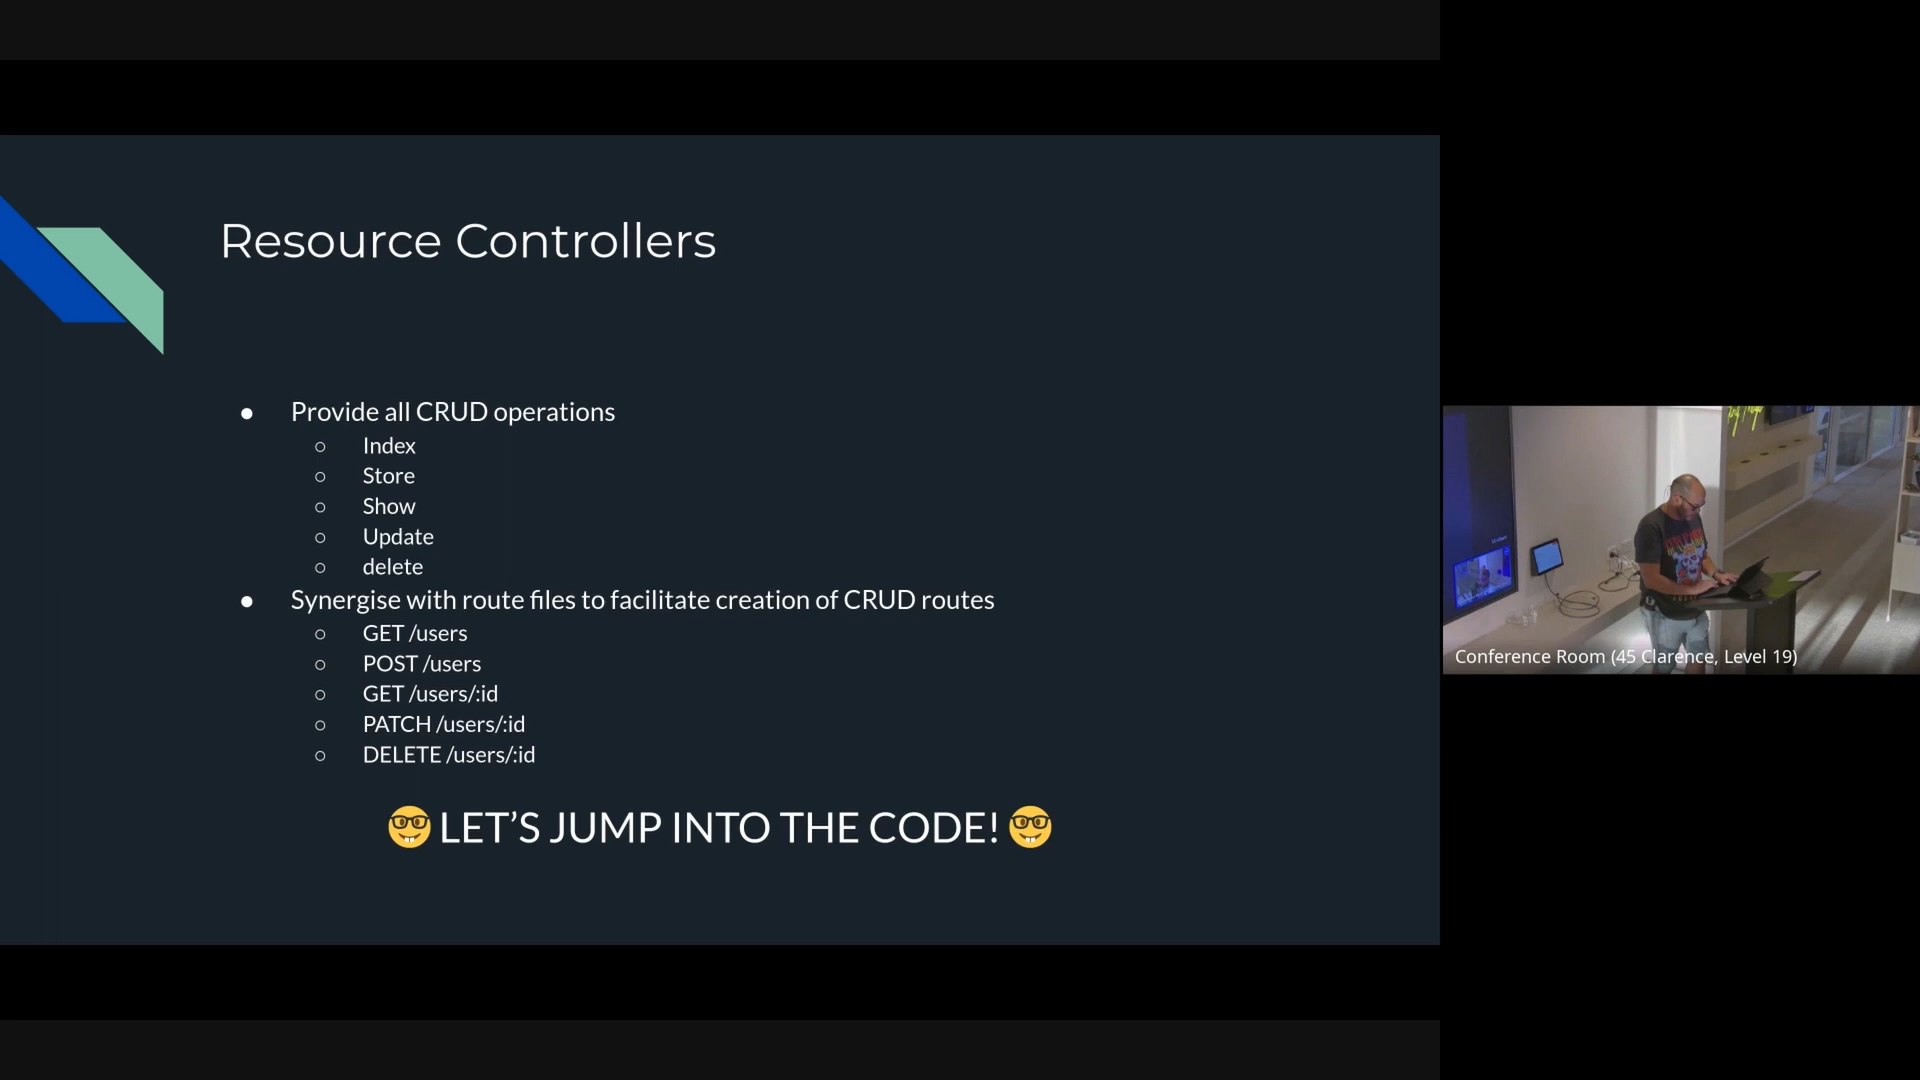 Resource Controllers
● Provide all CRUD operations
○ Index
○ Store
○ Show
○ Update
○ delete
● Synergise with route files to facilitate creation of CRUD routes
○ GET /users
○ POST /users
○ GET /users/:id
○ PATCH /users/:id
○ DELETE /users/:id
🤓 LET’S JUMP INTO THE CODE! 🤓
Conference Room (45 Clarence, Level 19)